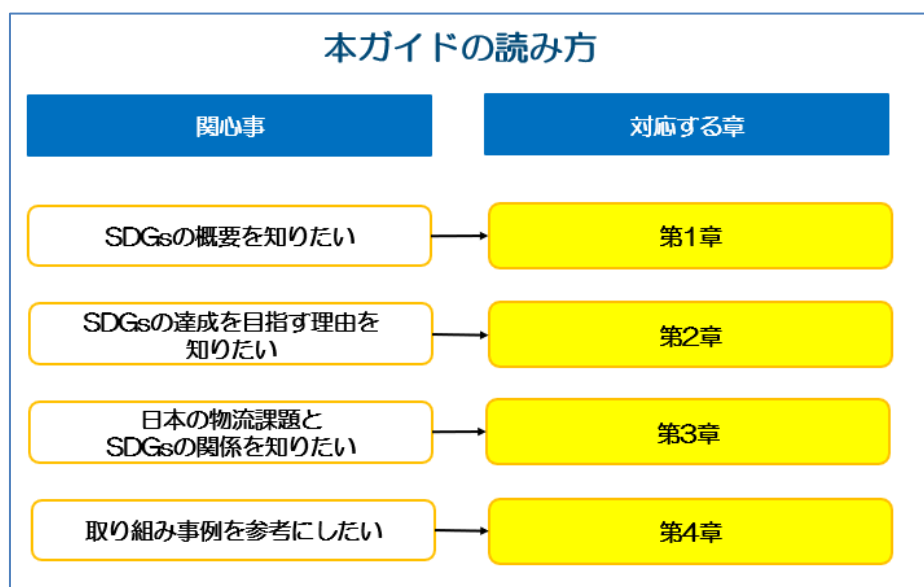 本ガイドの読み方
関心事
対応する章
SDGsの概要を知りたい
第1章
SDGsの達成を目指す理由を
知りたい
第2章
日本の物流課題と
SDGsの関係を知りたい
第3章
取り組み事例を参考にしたい
第4章